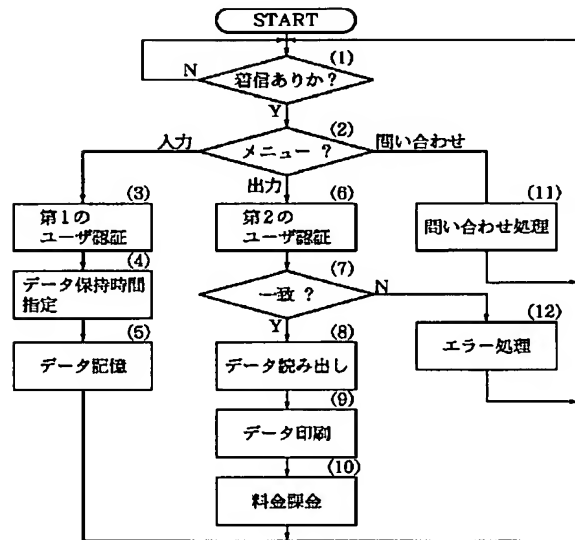 START
(1)
着信ありか?
N
Y
(2)
メニュー ?
入力
問い合わせ
出力
(3)
第1の
ユーザ認証
(6)
第2の
ユーザ認証
(11)
問い合わせ処理
(4)
データ保持時間
指定
(7)
一致 ?
N
Y
(5)
データ記憶
(8)
データ読み出し
(12)
エラー処理
(9)
データ印刷
(10)
料金課金